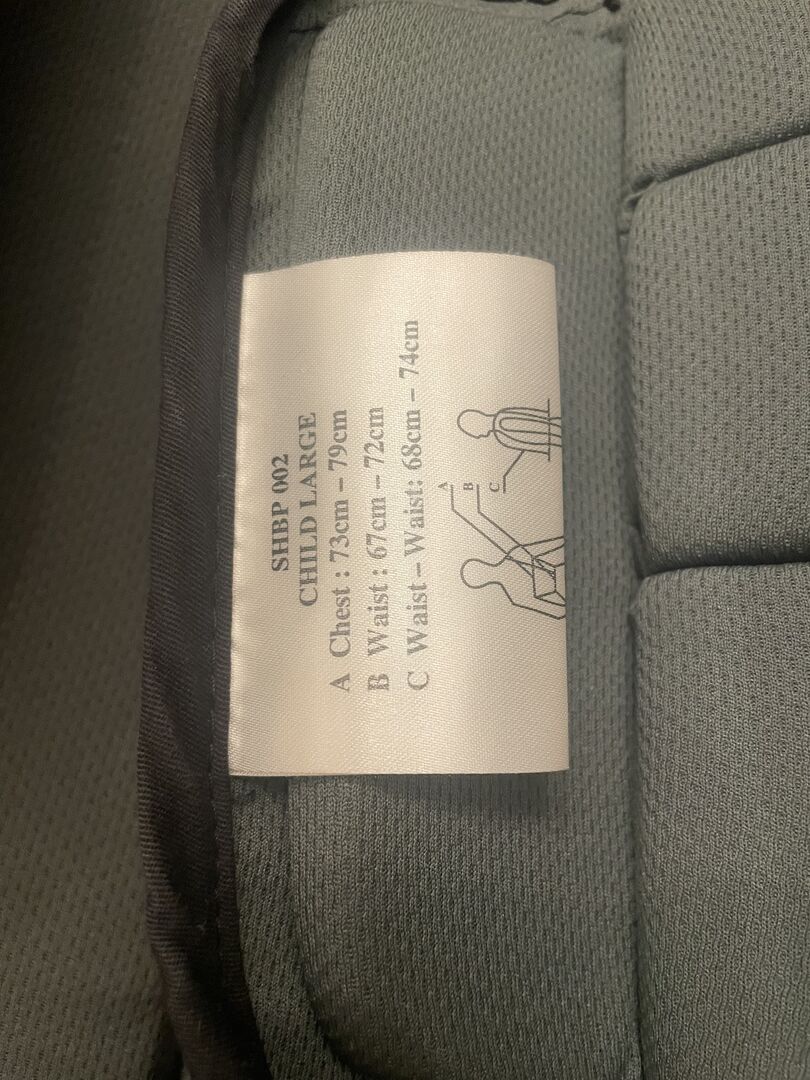 SHBP 002
CHILD LARGE
A Chest : 73cm – 79cm
B Waist : 67cm – 72cm
C Waist – Waist: 68cm – 74cm
A
B
C